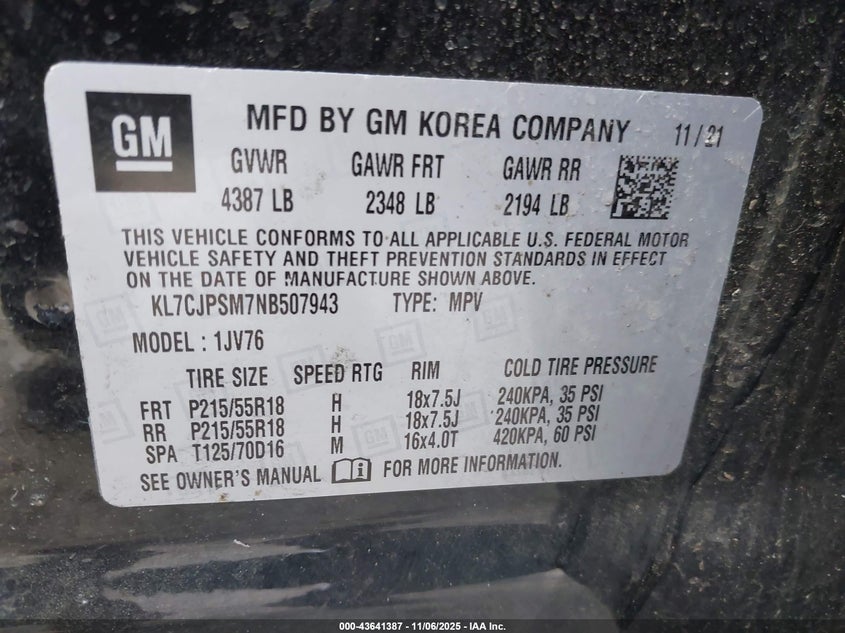 GM
MFD BY GM KOREA COMPANY 11/21
GVWR GAWR FRT GAWR RR
4387 LB 2348 LB 2194 LB
THIS VEHICLE CONFORMS TO ALL APPLICABLE U.S. FEDERAL MOTOR
VEHICLE SAFETY AND THEFT PREVENTION STANDARDS IN EFFECT
ON THE DATE OF MANUFACTURE SHOWN ABOVE.
KL7CJPSM7NB507943 TYPE: MPV
MODEL : 1JV76
TIRE SIZE SPEED RTG RIM COLD TIRE PRESSURE
FRT P215/55R18 H 18x7.5J 240KPA, 35 PSI
RR P215/55R18 H 18x7.5J 240KPA, 35 PSI
SPA T125/70D16 M 16x4.0T 420KPA, 60 PSI
SEE OWNER'S MANUAL FOR MORE INFORMATION.
000-43641387 - 11/06/2025 - IAA Inc.